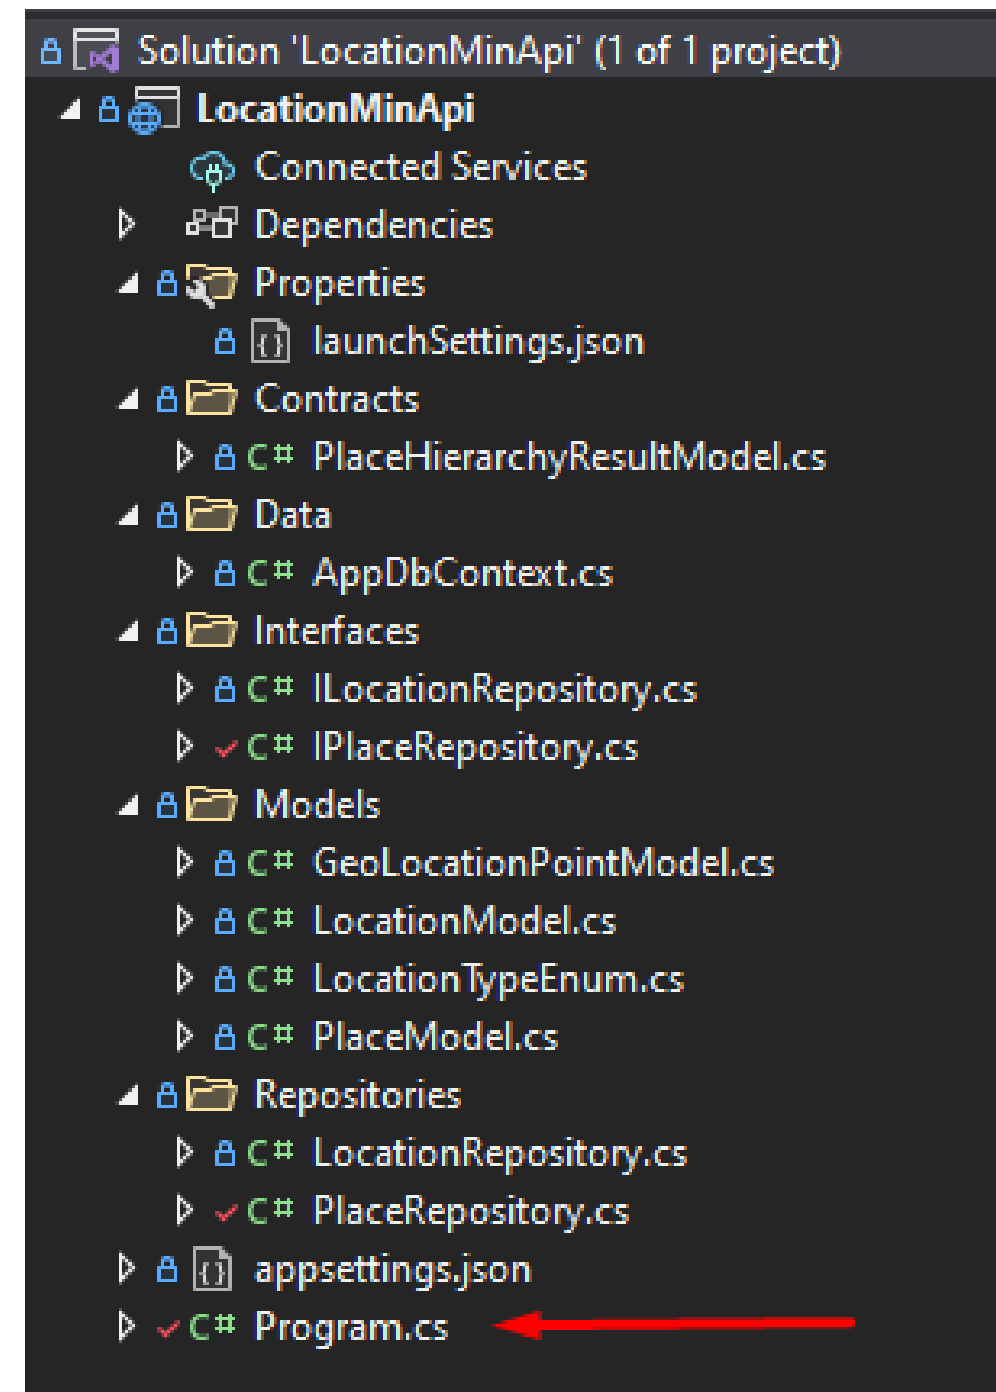 Solution 'LocationMinApi' (1 of 1 project)
LocationMinApi
Connected Services
Dependencies
Properties
launchSettings.json
Contracts
C# PlaceHierarchyResultModel.cs
Data
C# AppDbContext.cs
Interfaces
C# ILocationRepository.cs
C# IPlaceRepository.cs
Models
C# GeoLocationPointModel.cs
C# LocationModel.cs
C# LocationTypeEnum.cs
C# PlaceModel.cs
Repositories
C# LocationRepository.cs
C# PlaceRepository.cs
appsettings.json
C# Program.cs